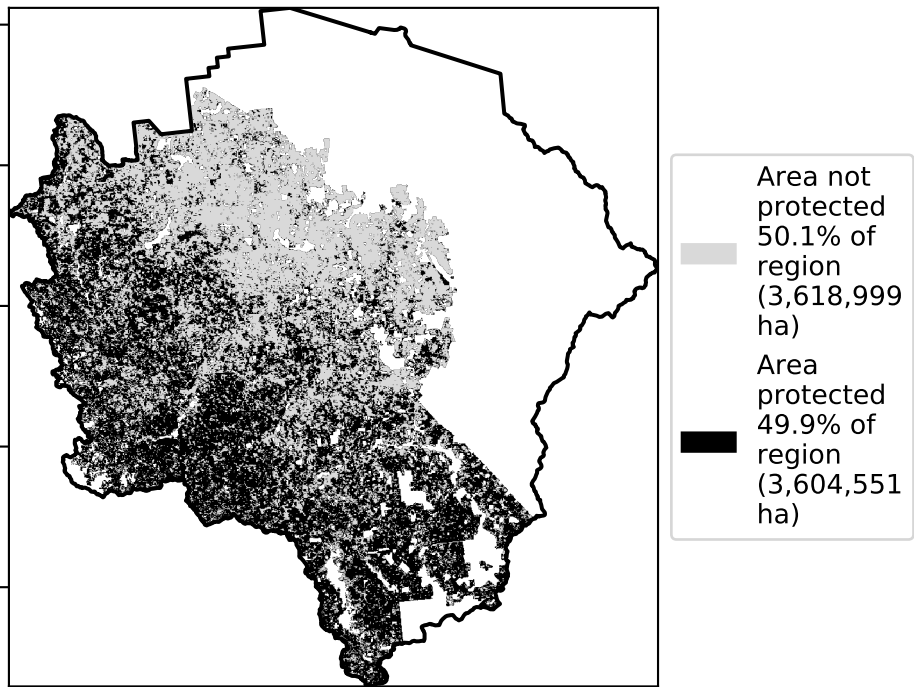 Area not
protected
50.1% of
region
(3,618,999
ha)
Area
protected
49.9% of
region
(3,604,551
ha)